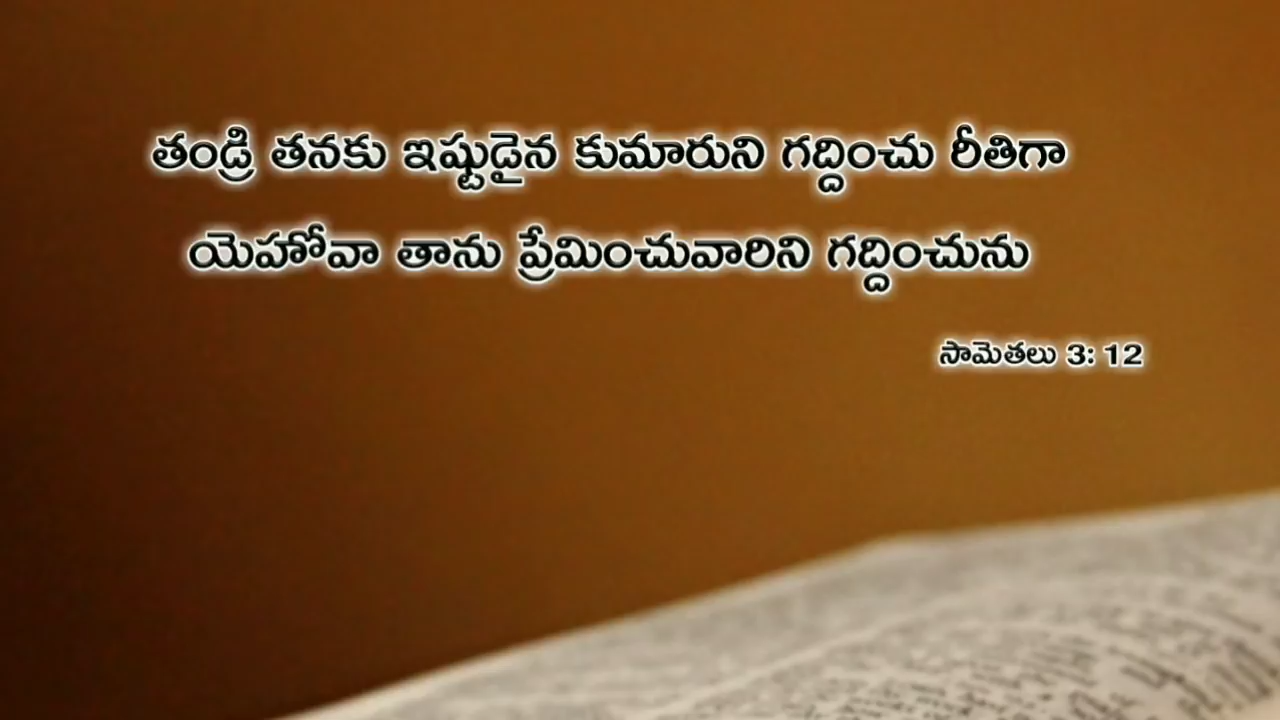 తండ్రి తనకు ఇష్టుడైన కుమారుని గద్దించు రీతిగా
యెహోవా తాను ప్రేమించువారిని గద్దించును
సామెతలు 3: 12